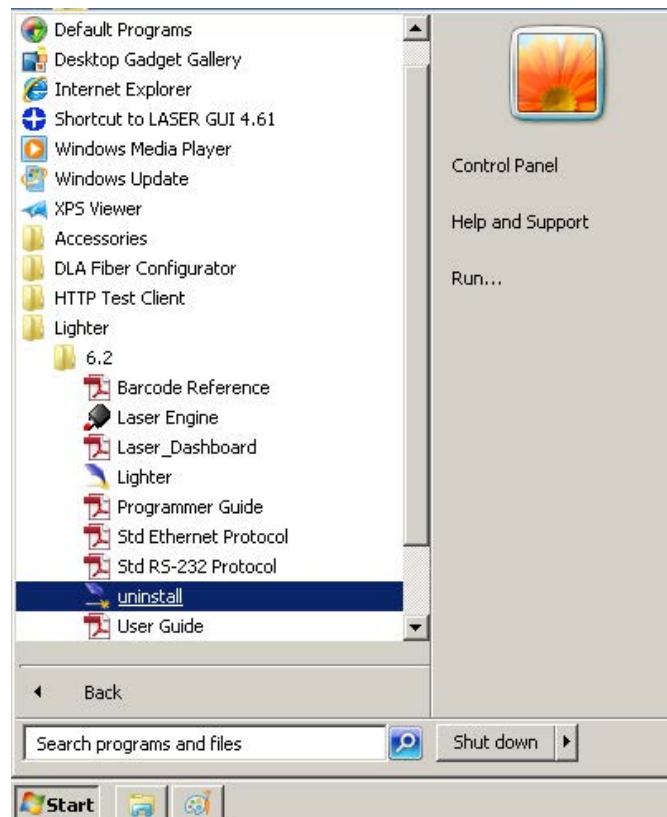 Default Programs
Desktop Gadget Gallery
Internet Explorer
Shortcut to LASER GUI 4.61
Windows Media Player
Windows Update
XPS Viewer
Accessories
DLA Fiber Configurator
HTTP Test Client
Lighter
6.2
Barcode Reference
Laser Engine
Laser_Dashboard
Lighter
Programmer Guide
Std Ethernet Protocol
Std RS-232 Protocol
uninstall
User Guide
Back
Search programs and files
Control Panel
Help and Support
Run...
Shut down
Start